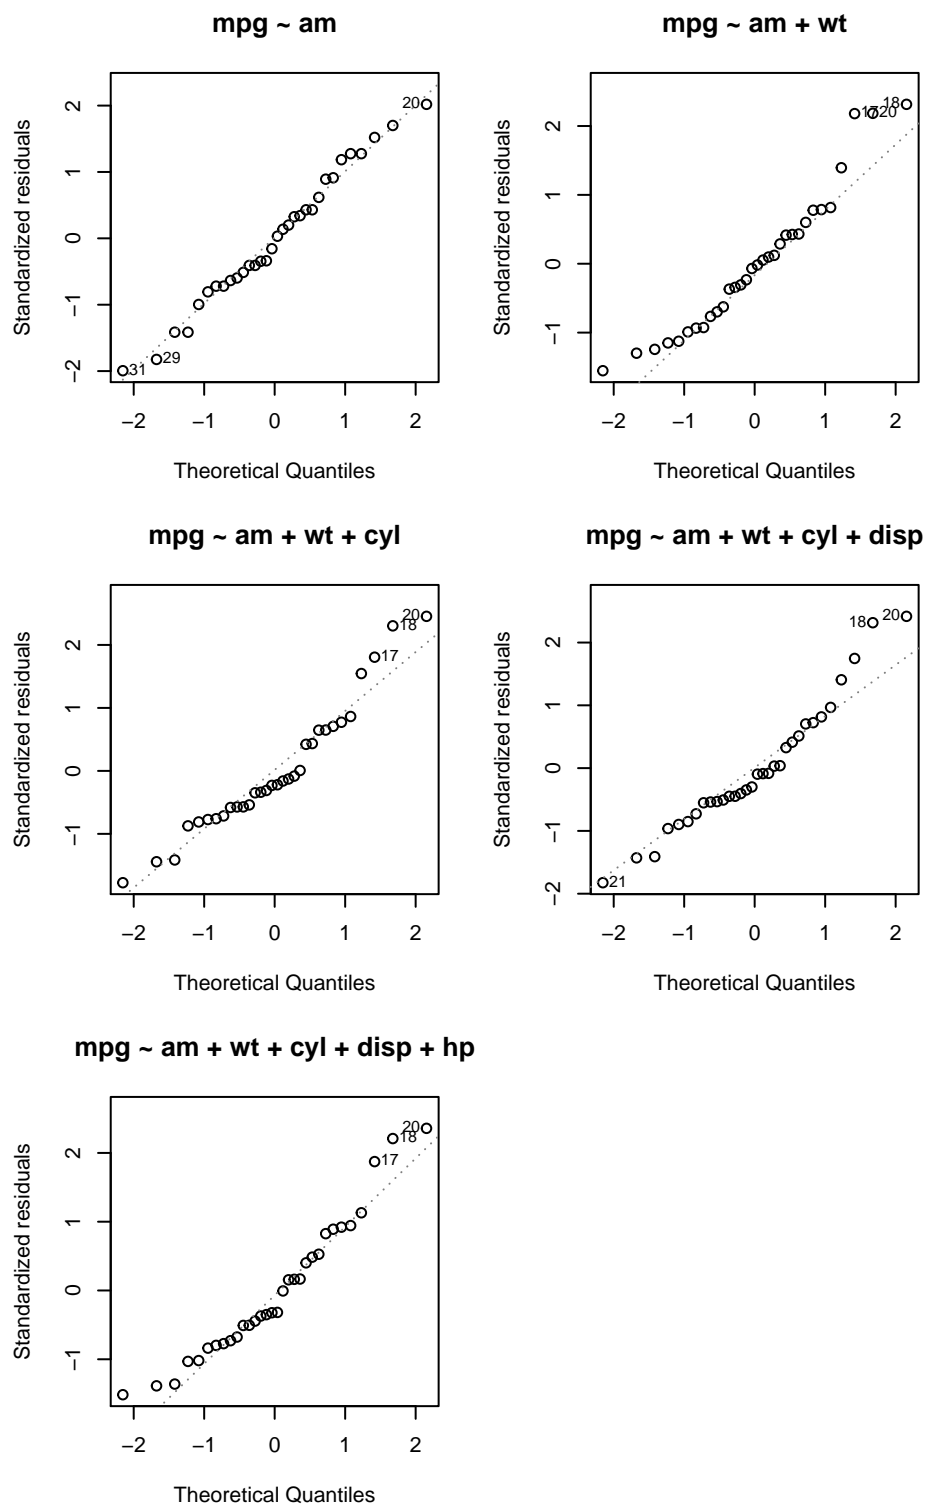 mpg ~ am
Standardized residuals
2
1
0
−1
−2
20
29
31
−2 −1 0 1 2
Theoretical Quantiles
mpg ~ am + wt
Standardized residuals
2
1
0
−1
18
1720
−2 −1 0 1 2
Theoretical Quantiles
mpg ~ am + wt + cyl
Standardized residuals
2
1
0
−1
20
18
17
−2 −1 0 1 2
Theoretical Quantiles
mpg ~ am + wt + cyl + disp
Standardized residuals
2
1
0
−1
−2
20
18
21
−2 −1 0 1 2
Theoretical Quantiles
mpg ~ am + wt + cyl + disp + hp
Standardized residuals
2
1
0
−1
20
18
17
−2 −1 0 1 2
Theoretical Quantiles